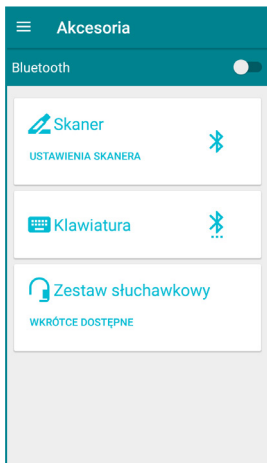 Akcesoria
Bluetooth
Skaner
USTAWIENIA SKANERA
Klawiatura
Zestaw słuchawkowy
WKRÓTCE DOSTĘPNE